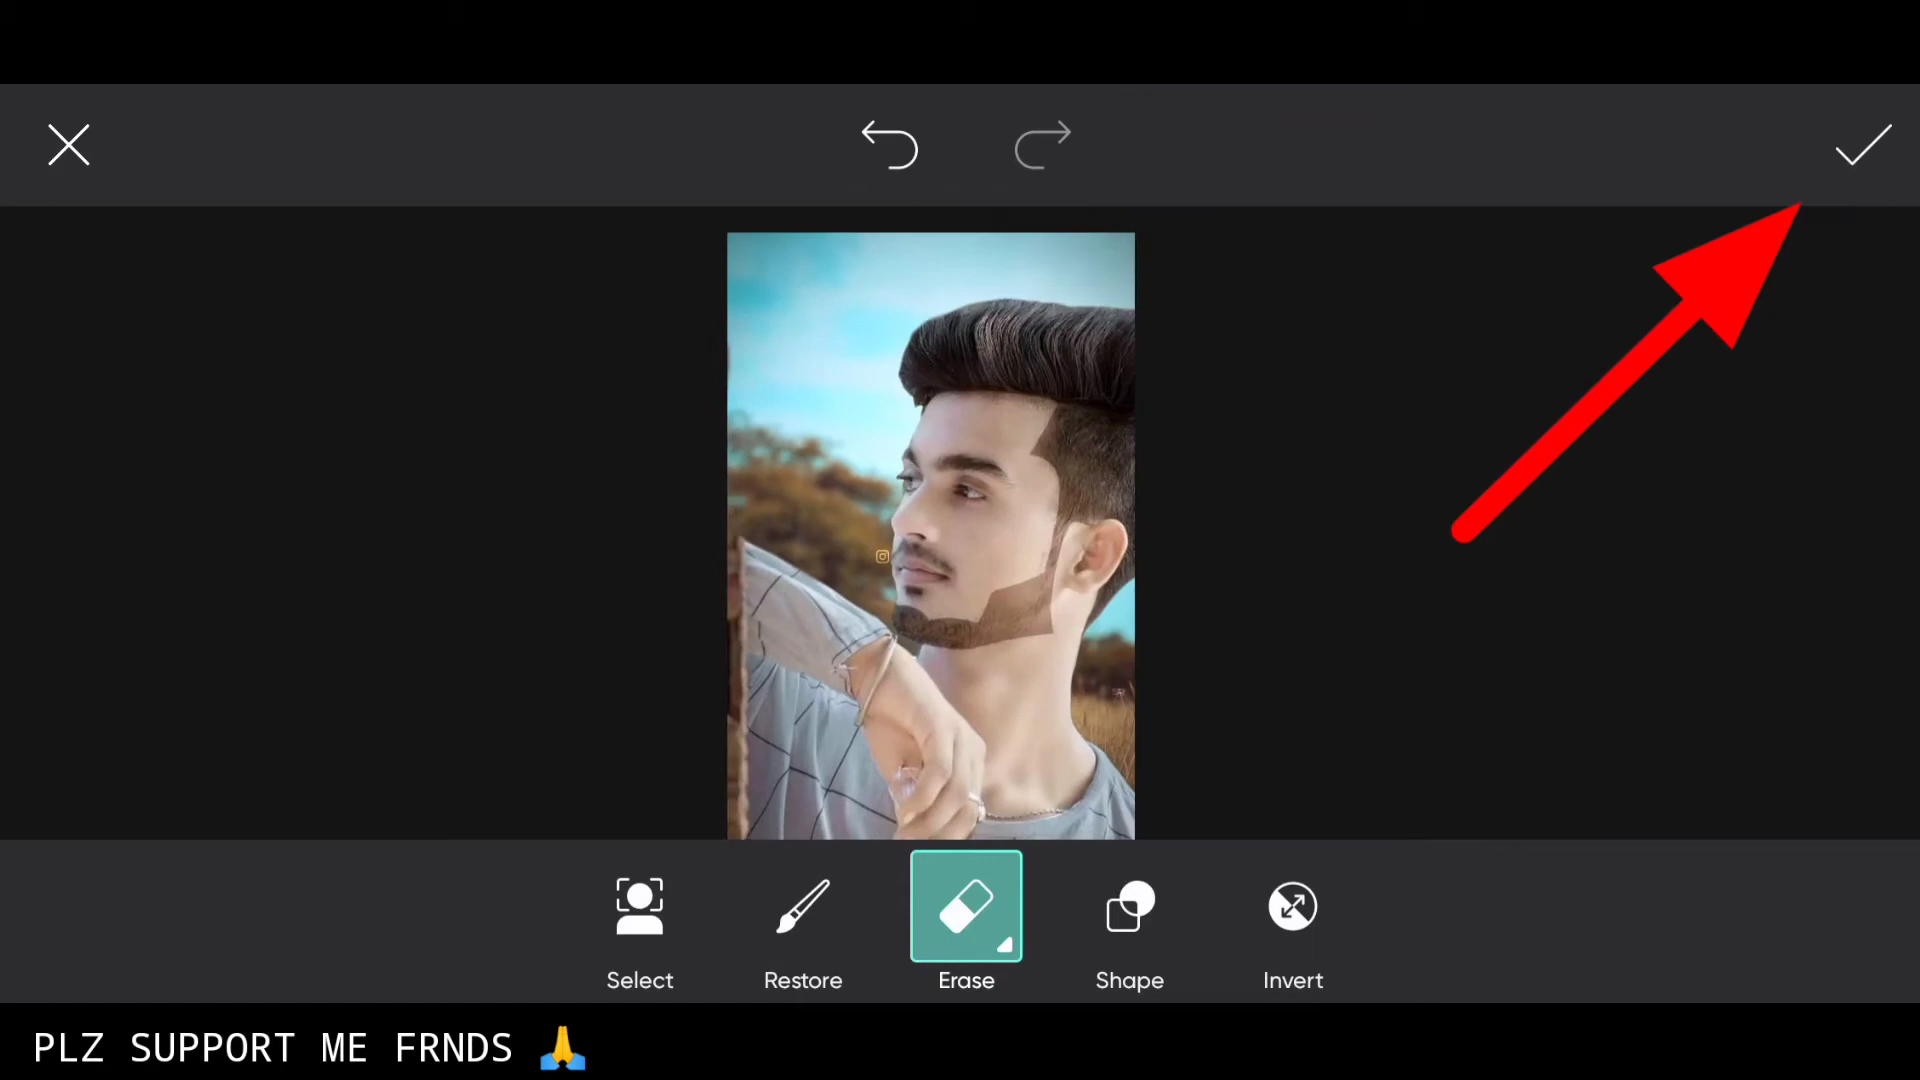 Select
Restore
Erase
Shape
Invert
PLZ SUPPORT ME FRNDS 🙏